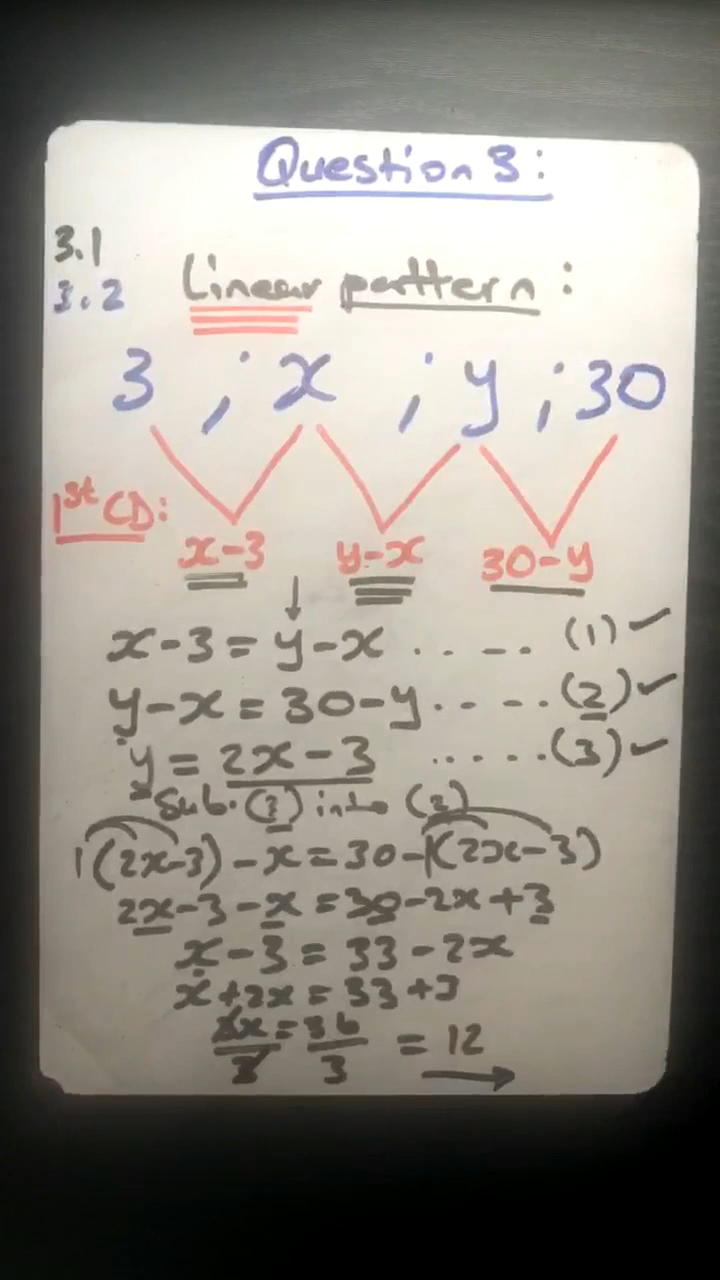 Question 3:
3.1
3.2 Linear pattern:
3 ; x ; y ; 30
1st CD:
x-3 y-x 30-y
x-3 = y-x ..... (1) ✓
y-x = 30-y ..... (2) ✓
y = 2x-3 ..... (3) ✓
Sub. (3) into (2)
1(2x-3) - x = 30 - 1(2x-3)
2x-3-x = 30-2x+3
x-3 = 33-2x
x+2x = 33+3
3x/3 = 36/3 = 12